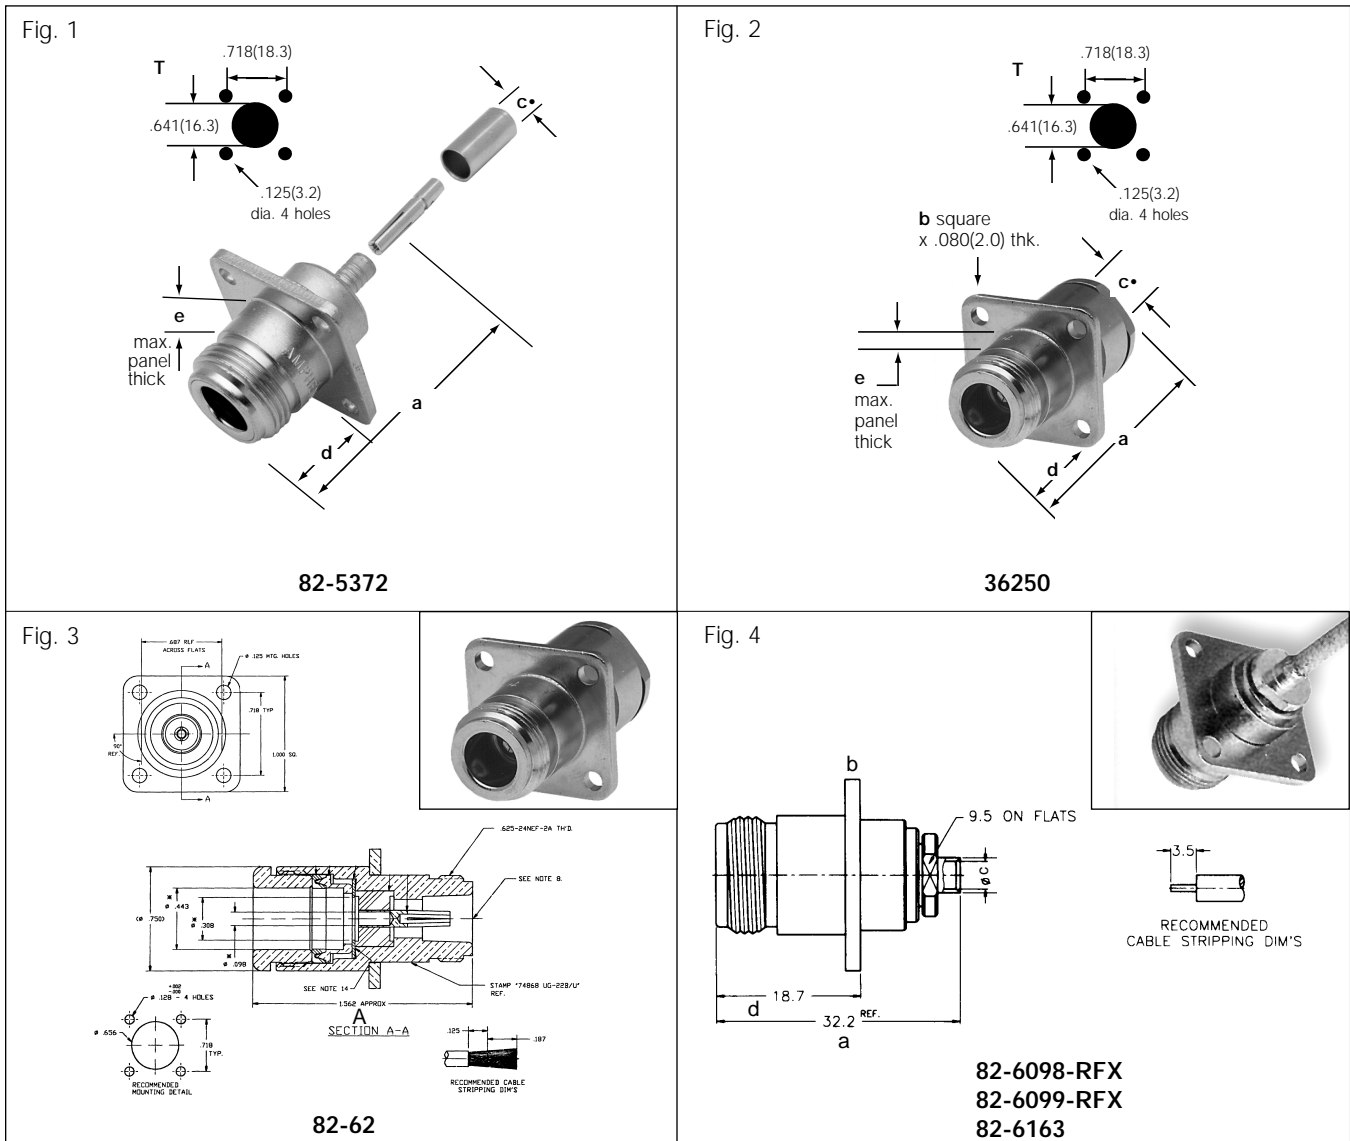 Fig. 1
.718(18.3)
T
c•
.641(16.3)
.125(3.2)
dia. 4 holes
e
max.
panel
thick
a
d
82-5372
Fig. 2
.718(18.3)
T
.641(16.3)
.125(3.2)
dia. 4 holes
b square
x .080(2.0) thk.
c•
e
max.
panel
thick
a
d
36250
Fig. 3
.687 RLF
ACROSS FLATS
A
ø .125 MTG. HOLES
.718 TYP
90°
REF
1.000 SQ.
A
.625-24NEF-2A TH'D.
SEE NOTE 8.
(ø .750)
ø .443
ø .308
ø .098
SEE NOTE 14
STAMP "74868 UG-22B/U"
REF.
1.562 APPROX
A
SECTION A-A
+.002
-.000
ø .128 - 4 HOLES
ø .656
.718
TYP.
RECOMMENDED
MOUNTING DETAIL
.125
.187
RECOMMENDED CABLE
STRIPPING DIM'S
82-62
Fig. 4
b
9.5 ON FLATS
øC
3.5
RECOMMENDED
CABLE STRIPPING DIM'S
18.7
d
32.2 REF.
a
82-6098-RFX
82-6099-RFX
82-6163